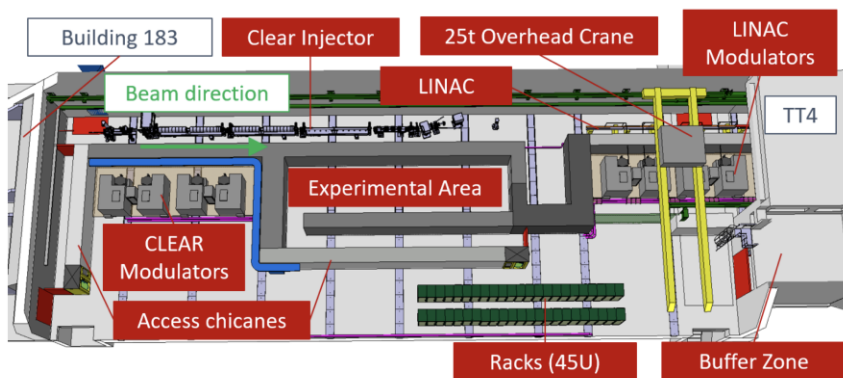 Building 183
Clear Injector
25t Overhead Crane
LINAC
Modulators
Beam direction
LINAC
TT4
Experimental Area
CLEAR
Modulators
Access chicanes
Racks (45U)
Buffer Zone